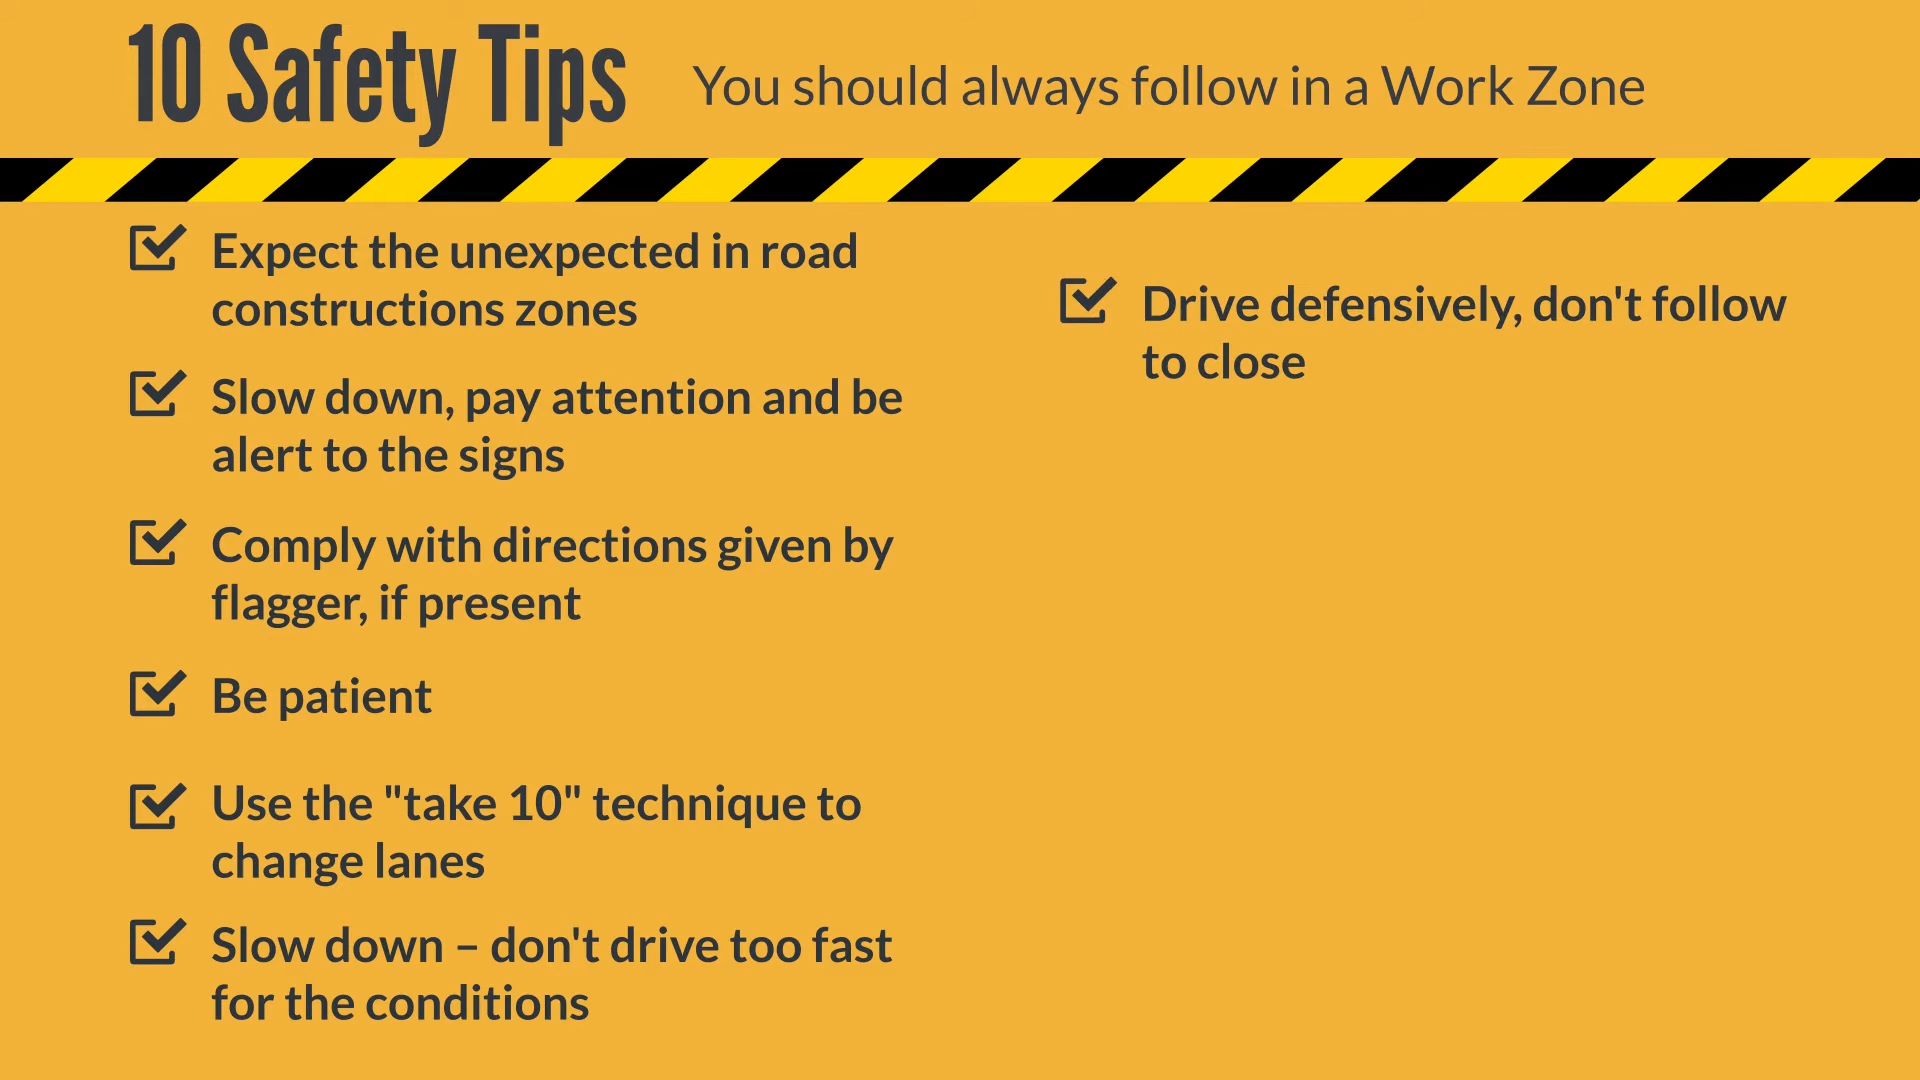 10 Safety Tips You should always follow in a Work Zone
Expect the unexpected in road
constructions zones
Slow down, pay attention and be
alert to the signs
Comply with directions given by
flagger, if present
Be patient
Use the "take 10" technique to
change lanes
Slow down – don't drive too fast
for the conditions
Drive defensively, don't follow
to close